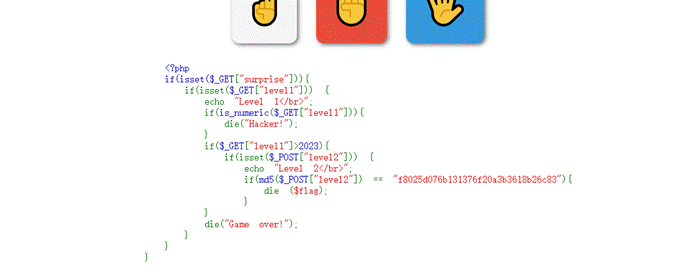 <?php
if(isset($_GET["surprise"])){
if(isset($_GET["level1"])) {
echo "Level 1</br>";
if(is_numeric($_GET["level1"])){
die("Hacker!");
}
if($_GET["level1"]>2023){
if(isset($_POST["level2"])) {
echo "Level 2</br>";
if(md5($_POST["level2"]) == "f8025d076b131376f20a3b3618b26c83"){
die ($flag);
}
}
die("Game over!");
}
}
}